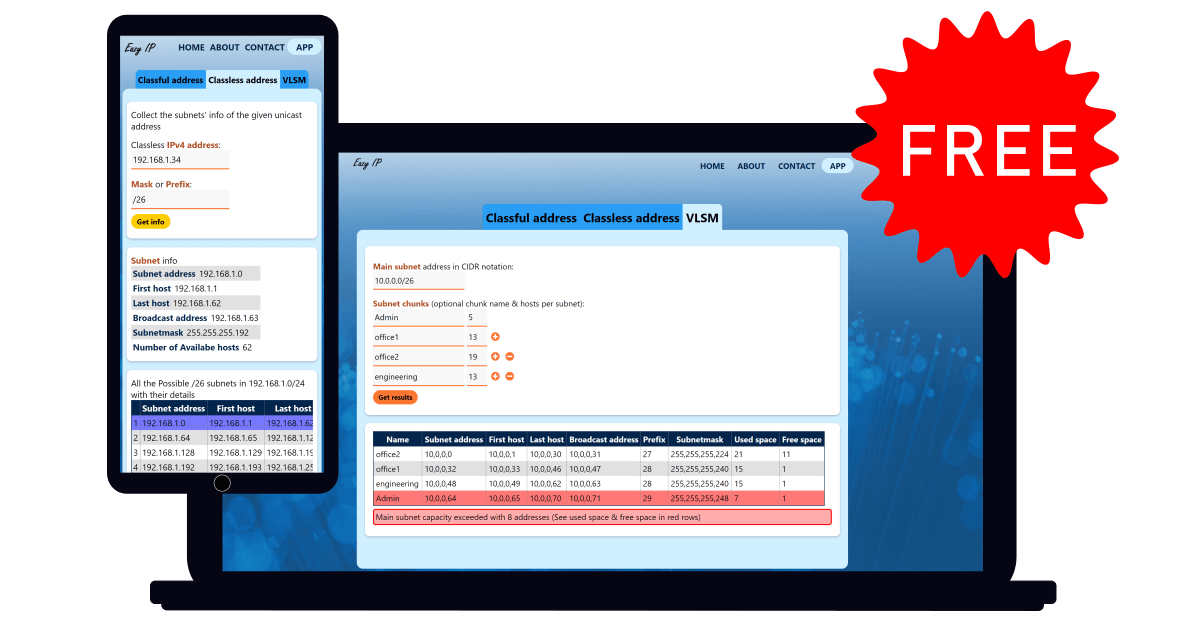 Easy IP HOME ABOUT CONTACT APP
Classful address Classless address VLSM
Collect the subnets' info of the given unicast
address
Classless IPv4 address:
192.168.1.34
Mask or Prefix:
/26
Get info
Subnet info
Subnet address 192.168.1.0
First host 192.168.1.1
Last host 192.168.1.62
Broadcast address 192.168.1.63
Subnetmask 255.255.255.192
Number of Availabe hosts 62
All the Possible /26 subnets in 192.168.1.0/24
with their details
Subnet address First host Last host
1 192.168.1.0 192.168.1.1 192.168.1.62
2 192.168.1.64 192.168.1.65 192.168.1.12
3 192.168.1.128 192.168.1.129 192.168.1.19
4 192.168.1.192 192.168.1.193 192.168.1.25
Easy IP HOME ABOUT CONTACT APP
Classful address Classless address VLSM
Main subnet address in CIDR notation:
10.0.0.0/26
Subnet chunks (optional chunk name & hosts per subnet):
Admin 5
office1 13
office2 19
engineering 13
Get results
Name Subnet address First host Last host Broadcast address Prefix Subnetmask Used space Free space
office2 10,0,0,0 10,0,0,1 10,0,0,30 10,0,0,31 27 255,255,255,224 21 11
office1 10,0,0,32 10,0,0,33 10,0,0,46 10,0,0,47 28 255,255,255,240 15 1
engineering 10,0,0,48 10,0,0,49 10,0,0,62 10,0,0,63 28 255,255,255,240 15 1
Admin 10,0,0,64 10,0,0,65 10,0,0,70 10,0,0,71 29 255,255,255,248 7 1
Main subnet capacity exceeded with 8 addresses (See used space & free space in red rows)
FREE